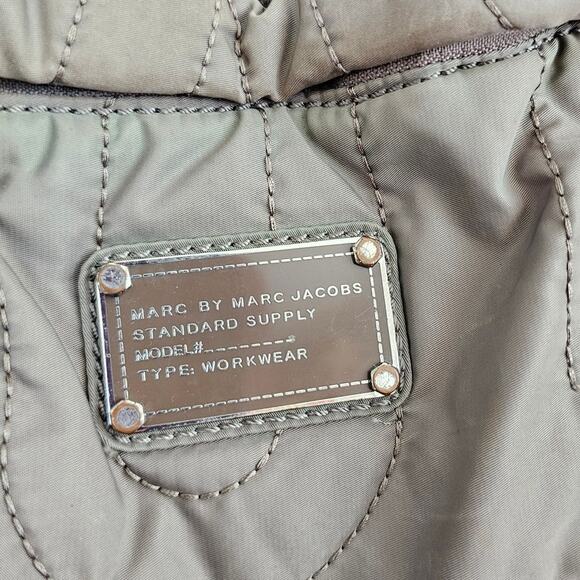 MARC BY MARC JACOBS
STANDARD SUPPLY
MODEL#
TYPE: WORKWEAR